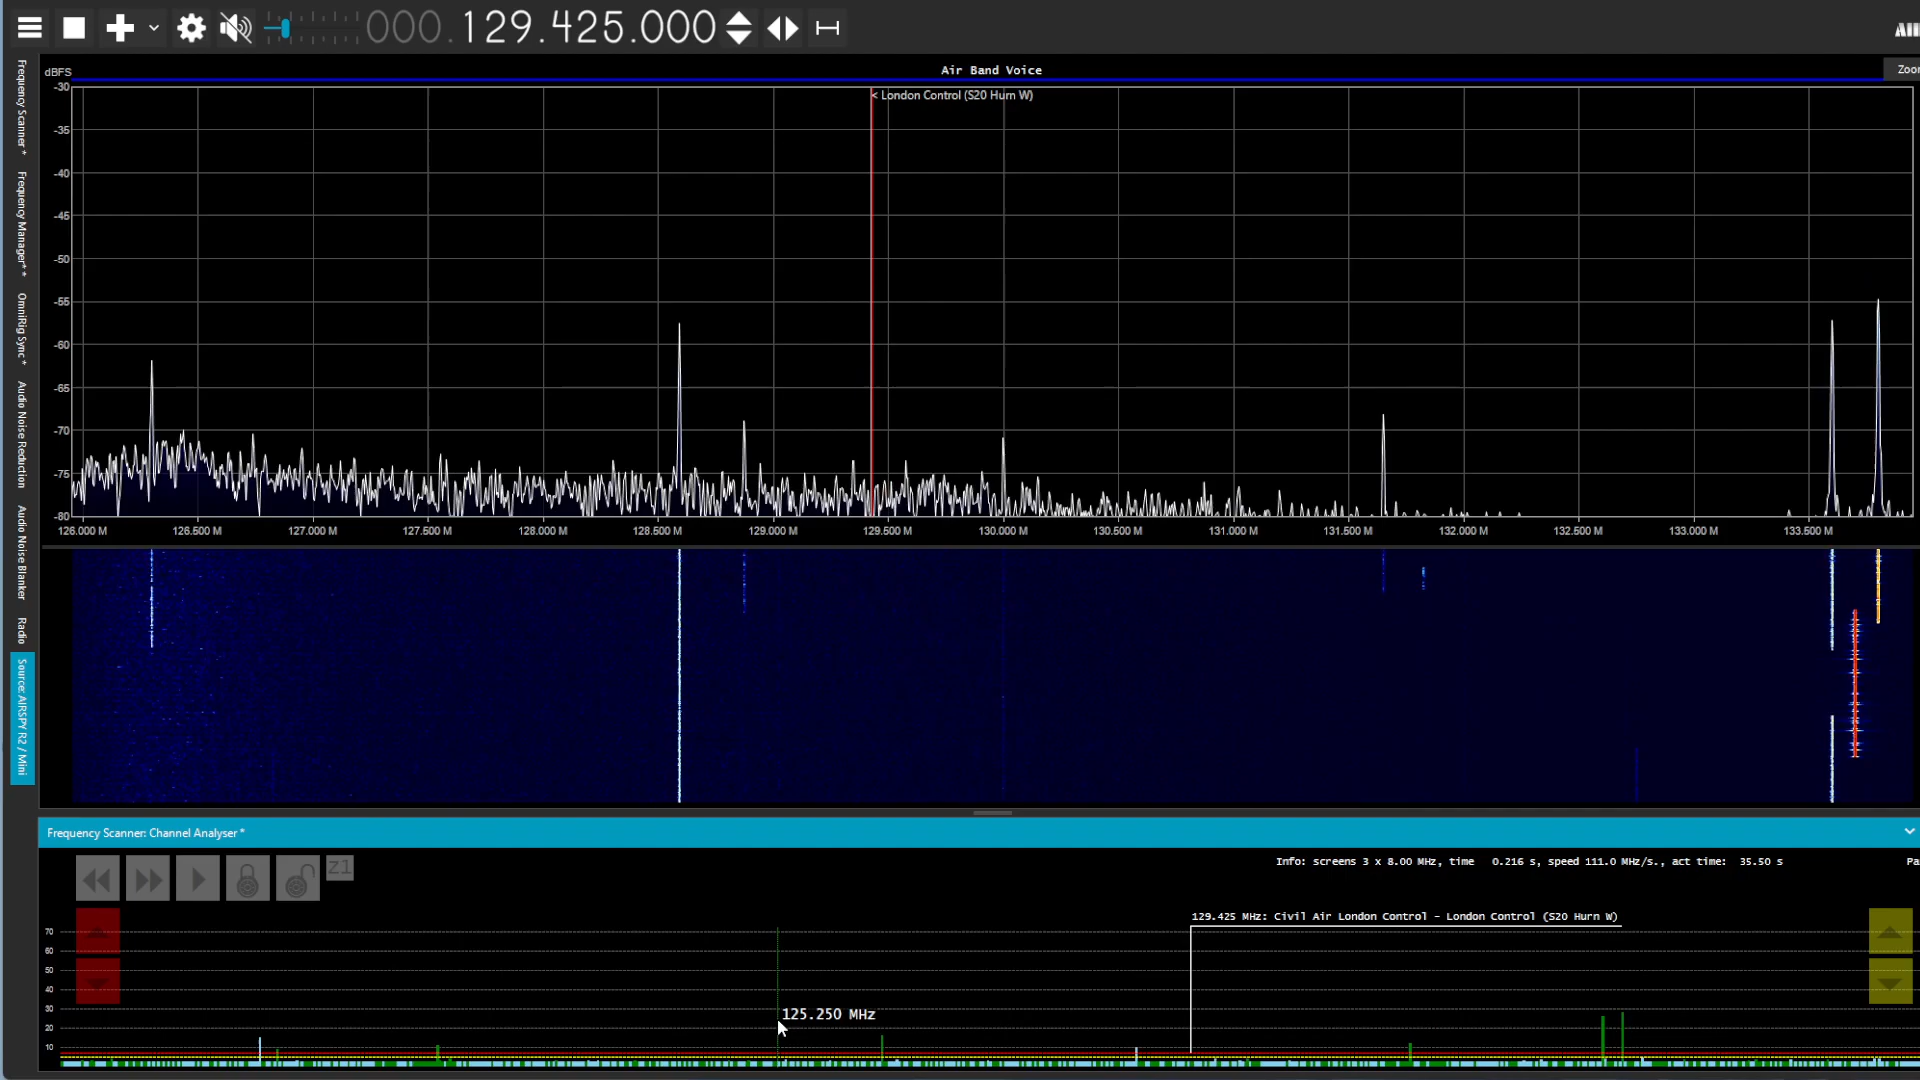 000.129.425.000
dBFS
Air Band Voice
Zoo
< London Control (S20 Hurn W)
-30
-35
-40
-45
-50
-55
-60
-65
-70
-75
-80
126.000 M
126.500 M
127.000 M
127.500 M
128.000 M
128.500 M
129.000 M
129.500 M
130.000 M
130.500 M
131.000 M
131.500 M
132.000 M
132.500 M
133.000 M
133.500 M
Frequency Scanner *
Frequency Manager* *
OmniRig Sync *
Audio Noise Reduction
Audio Noise Blanker
Radio
Source: AIRSPY R2 / Mini
Frequency Scanner: Channel Analyser *
Z1
Info: screens 3 x 8.00 MHz, time 0.216 s, speed 111.0 MHz/s., act time: 35.50 s
Pa
129.425 MHz: Civil Air London Control - London Control (S20 Hurn W)
70
60
50
40
30
20
10
125.250 MHz